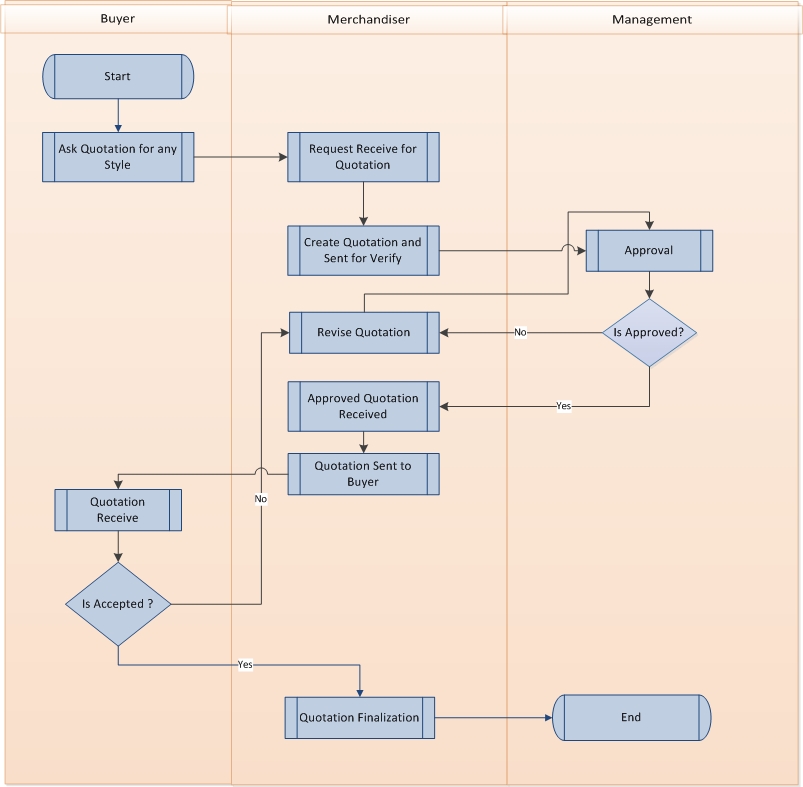 Buyer
Merchandiser
Management
Start
Ask Quotation for any
Style
Request Receive for
Quotation
Create Quotation and
Sent for Verify
Approval
Revise Quotation
No
Is Approved?
Approved Quotation
Received
Yes
Quotation Sent to
Buyer
Quotation
Receive
No
Is Accepted ?
Yes
Quotation Finalization
End